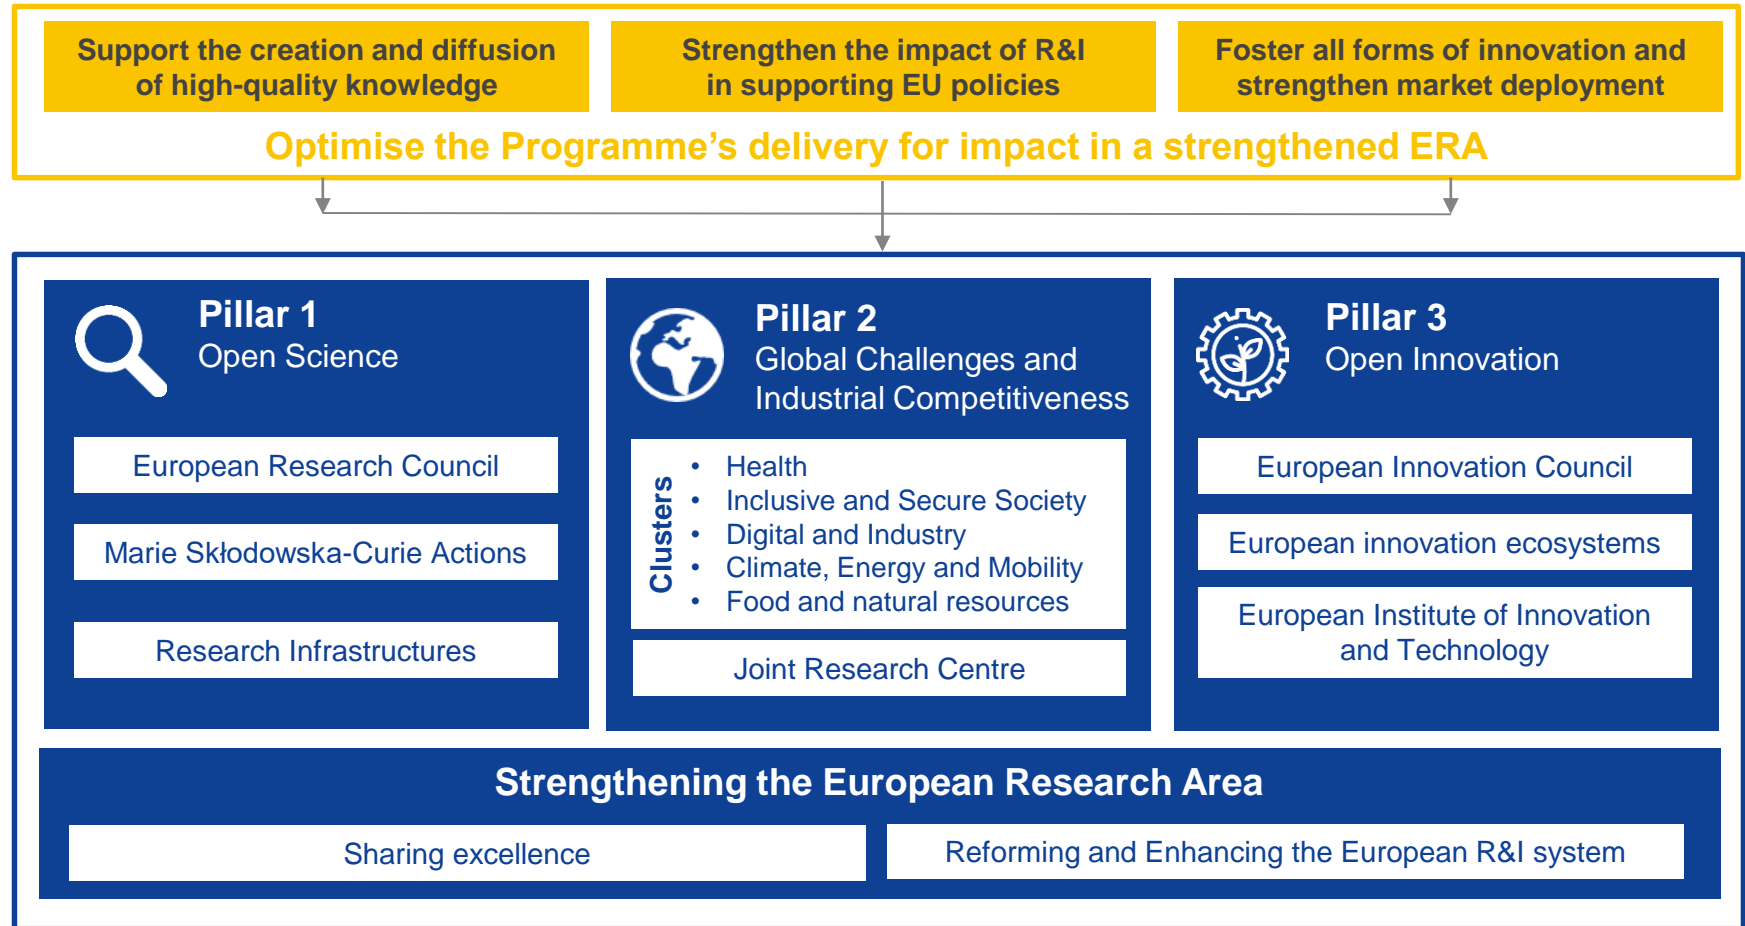 Support the creation and diffusion
of high-quality knowledge
Strengthen the impact of R&I
in supporting EU policies
Foster all forms of innovation and
strengthen market deployment
Optimise the Programme’s delivery for impact in a strengthened ERA
Pillar 1
Open Science
European Research Council
Marie Skłodowska-Curie Actions
Research Infrastructures
Pillar 2
Global Challenges and
Industrial Competitiveness
Clusters
• Health
• Inclusive and Secure Society
• Digital and Industry
• Climate, Energy and Mobility
• Food and natural resources
Joint Research Centre
Pillar 3
Open Innovation
European Innovation Council
European innovation ecosystems
European Institute of Innovation
and Technology
Strengthening the European Research Area
Sharing excellence
Reforming and Enhancing the European R&I system